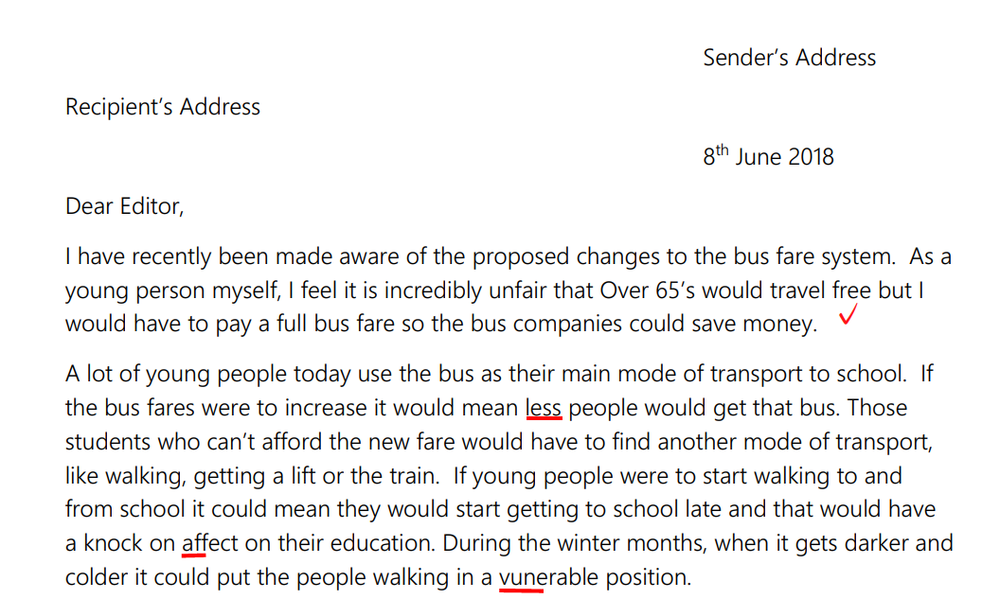 Sender's Address
Recipient's Address
8th June 2018
Dear Editor,
I have recently been made aware of the proposed changes to the bus fare system.  As a
young person myself, I feel it is incredibly unfair that Over 65's would travel free but I
would have to pay a full bus fare so the bus companies could save money.
A lot of young people today use the bus as their main mode of transport to school.  If
the bus fares were to increase it would mean less people would get that bus. Those
students who can't afford the new fare would have to find another mode of transport,
like walking, getting a lift or the train.  If young people were to start walking to and
from school it could mean they would start getting to school late and that would have
a knock on affect on their education. During the winter months, when it gets darker and
colder it could put the people walking in a vunerable position.